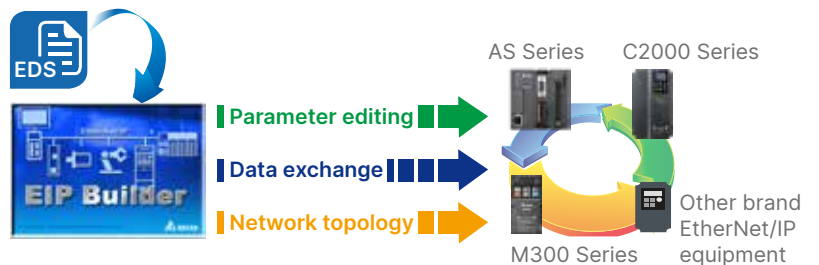 EDS
EIP Builder
Parameter editing
Data exchange
Network topology
AS Series
C2000 Series
M300 Series
Other brand
EtherNet/IP
equipment